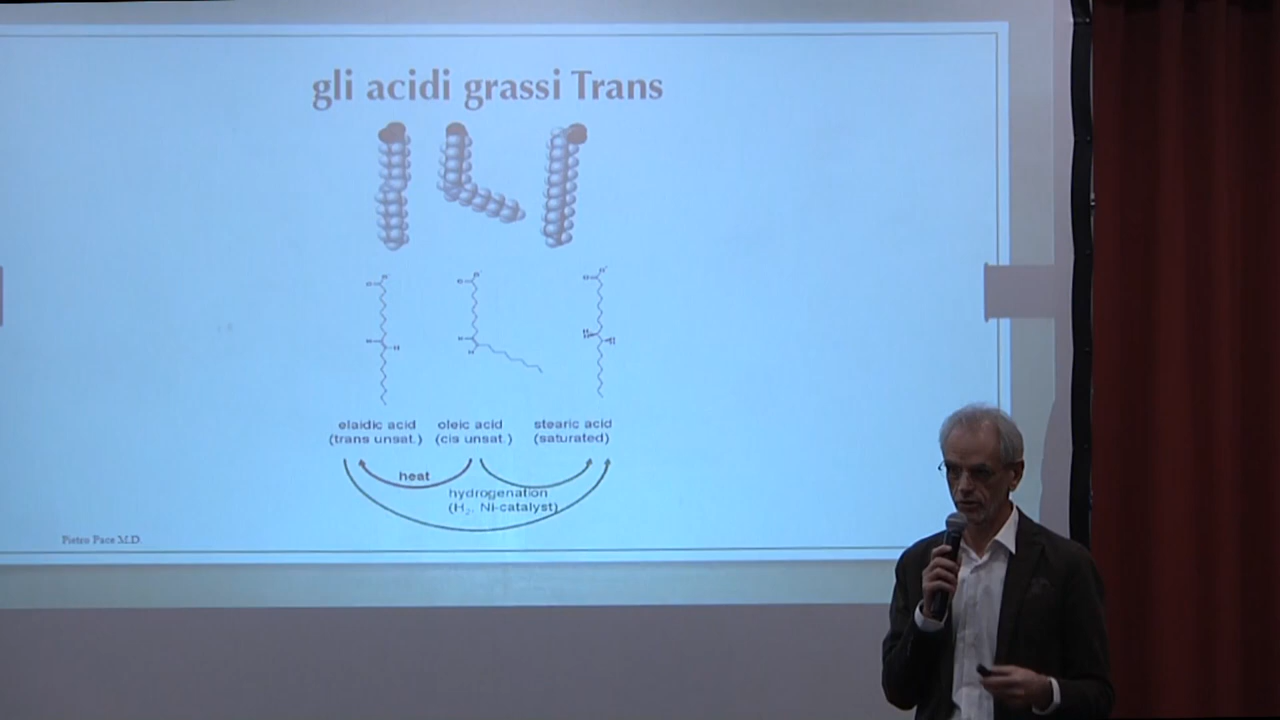 gli acidi grassi Trans
elaidic acid
(trans unsat.)
oleic acid
(cis unsat.)
stearic acid
(saturated)
heat
hydrogenation
(H₂, Ni-catalyst)
Pietro Pace M.D.